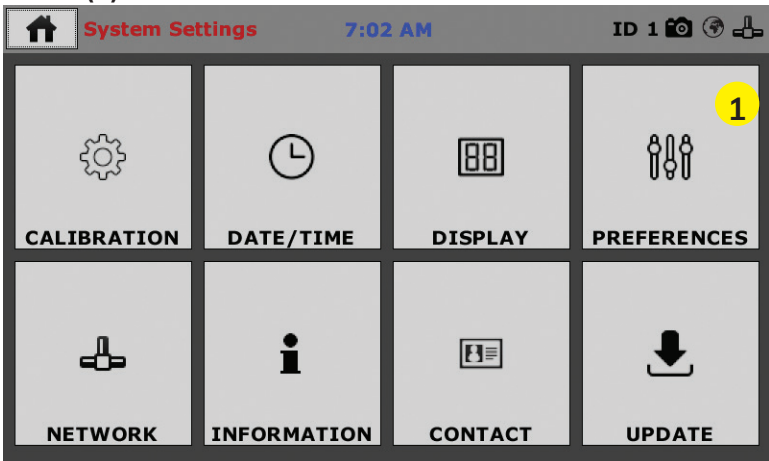 System Settings 7:02 AM ID 1
1
CALIBRATION DATE/TIME DISPLAY PREFERENCES
NETWORK INFORMATION CONTACT UPDATE